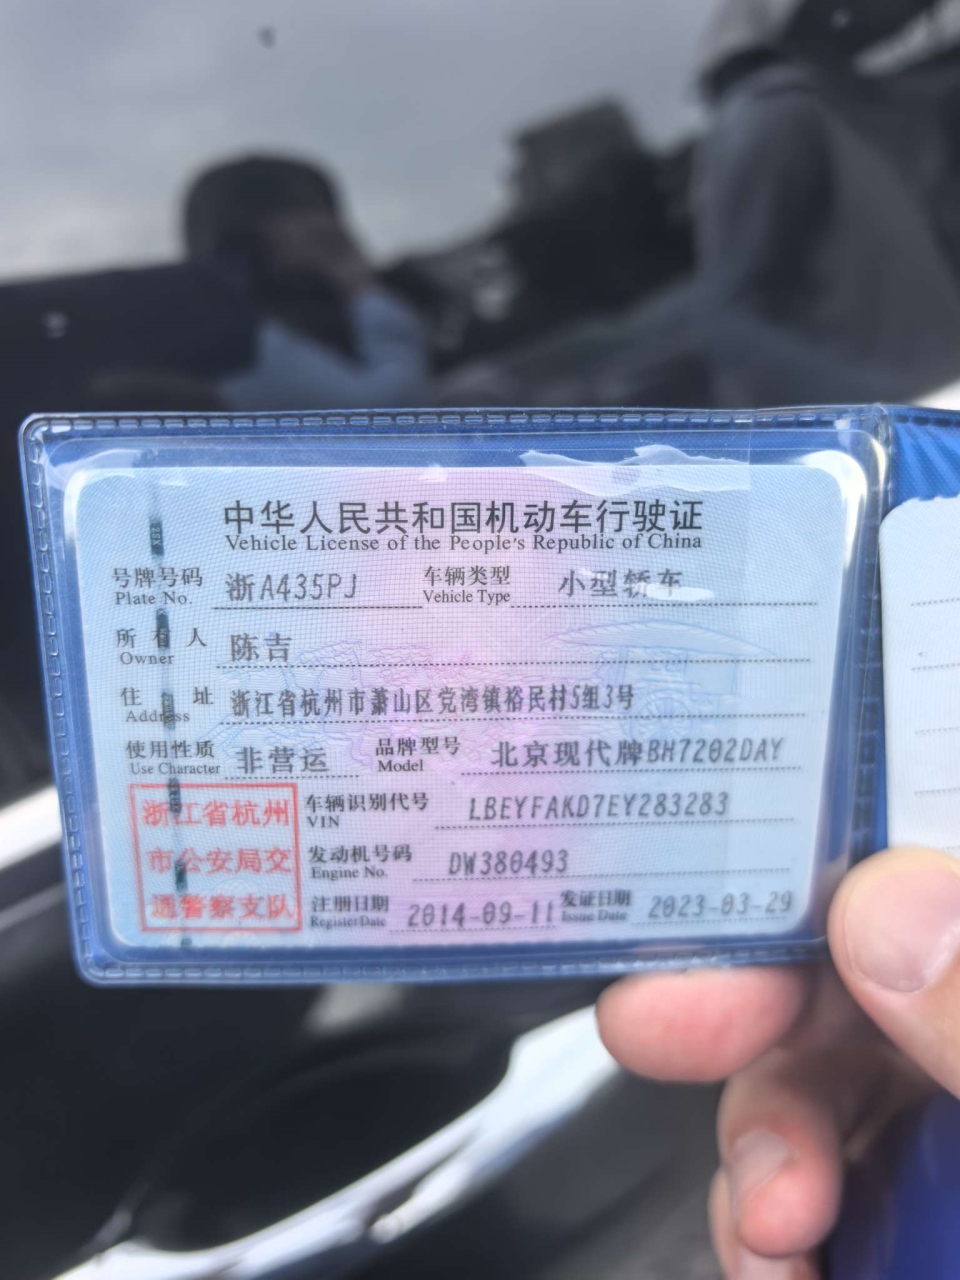 中华人民共和国机动车行驶证
Vehicle License of the People's Republic of China
号牌号码 浙A435PJ 车辆类型 小型轿车
Plate No. Vehicle Type
所有人 陈吉
Owner
住址 浙江省杭州市萧山区党湾镇裕民村5组3号
Address
使用性质 非营运 品牌型号 北京现代牌BH7202DAY
Use Character Model
浙江省杭州
市公安局交
通警察支队
车辆识别代号 LBEYFAKD7EY283283
VIN
发动机号码 DW380493
Engine No.
注册日期 2014-09-11 发证日期 2023-03-29
Register Date Issue Date